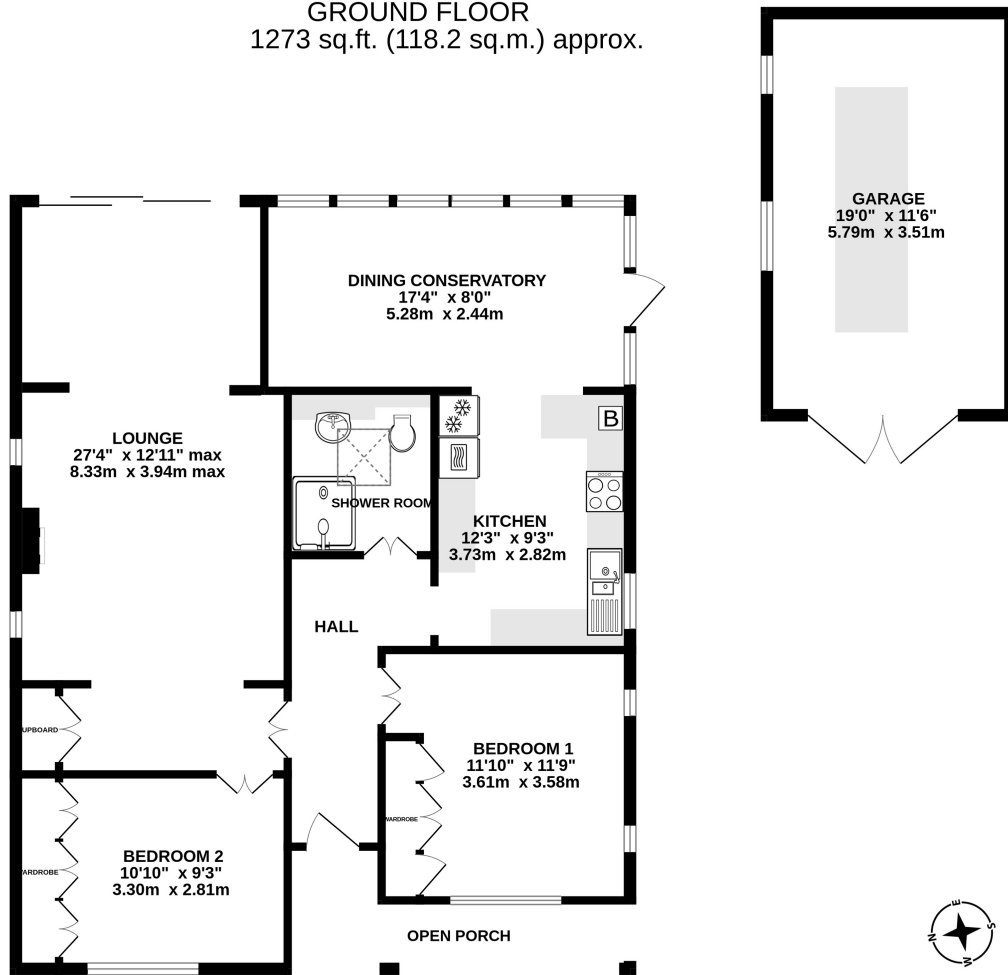 GROUND FLOOR
1273 sq.ft. (118.2 sq.m.) approx.
GARAGE
19'0" x 11'6"
5.79m x 3.51m
DINING CONSERVATORY
17'4" x 8'0"
5.28m x 2.44m
B
LOUNGE
27'4" x 12'11" max
8.33m x 3.94m max
SHOWER ROOM
KITCHEN
12'3" x 9'3"
3.73m x 2.82m
HALL
UPBOARD
BEDROOM 1
11'10" x 11'9"
3.61m x 3.58m
WARDROBE
BEDROOM 2
10'10" x 9'3"
3.30m x 2.81m
ARDROBE
OPEN PORCH
E
N
S
W